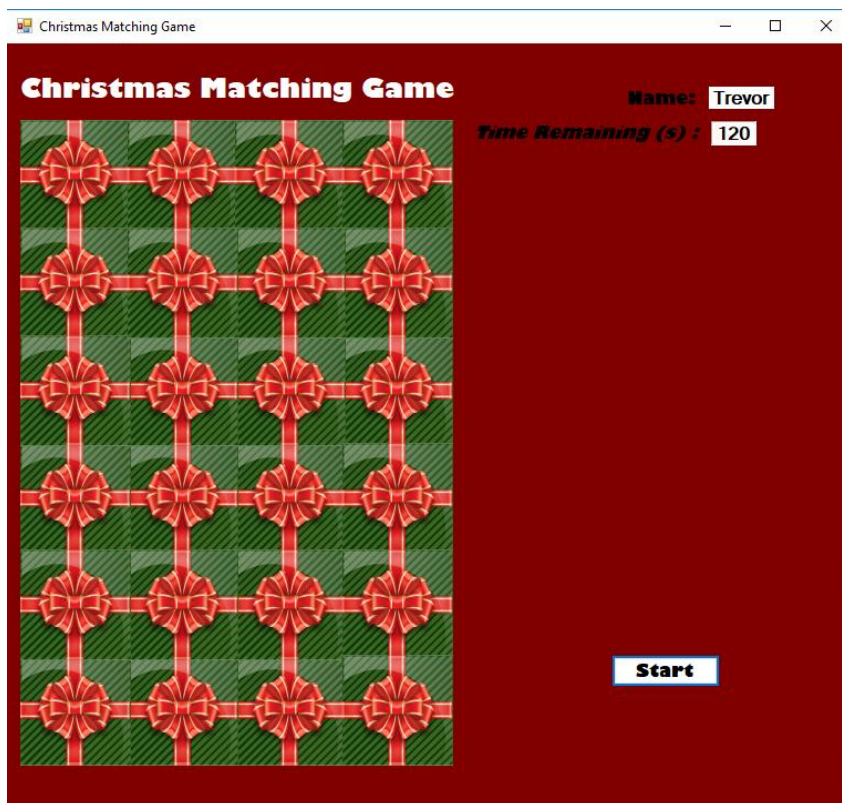 Christmas Matching Game
Christmas Matching Game
Name: Trevor
Time Remaining (s) : 120
Start